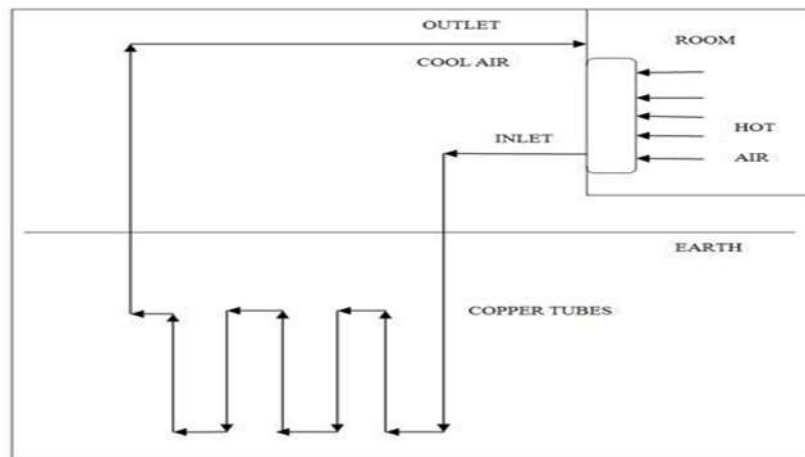 OUTLET
ROOM
COOL AIR
HOT
INLET
AIR
EARTH
COPPER TUBES